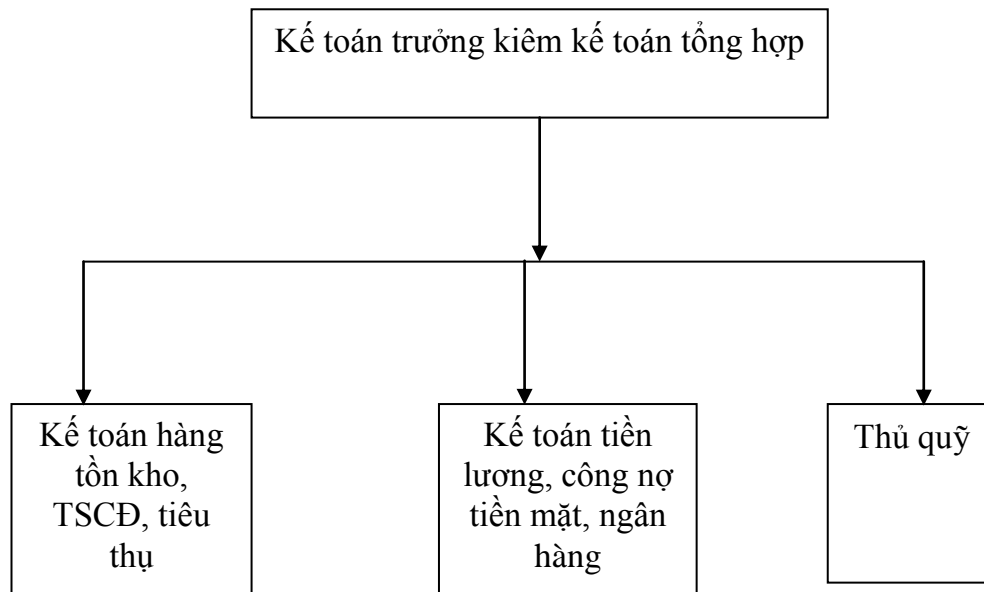 Kế toán trưởng kiêm kế toán tổng hợp
Kế toán hàng
tồn kho,
TSCĐ, tiêu
thụ
Kế toán tiền
lương, công nợ
tiền mặt, ngân
hàng
Thủ quỹ